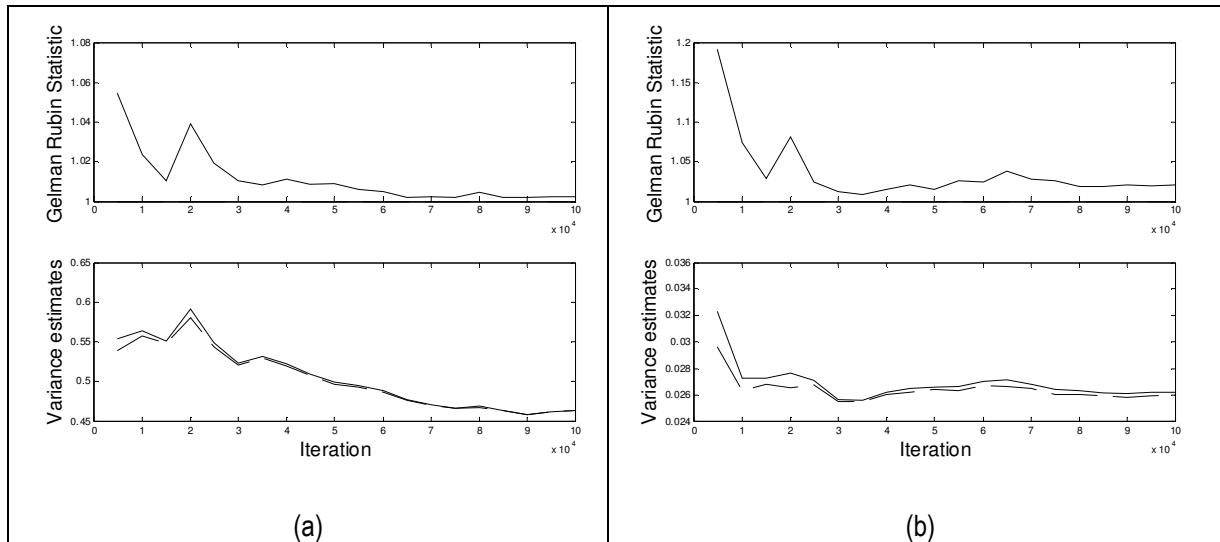 Gelman Rubin Statistic
1.08
1.06
1.04
1.02
1
0 1 2 3 4 5 6 7 8 9 10
x 10^4
Variance estimates
0.65
0.6
0.55
0.5
0.45
0 1 2 3 4 5 6 7 8 9 10
Iteration
x 10^4
(a)
Gelman Rubin Statistic
1.2
1.15
1.1
1.05
1
0 1 2 3 4 5 6 7 8 9 10
x 10^4
Variance estimates
0.036
0.034
0.032
0.03
0.028
0.026
0.024
0 1 2 3 4 5 6 7 8 9 10
Iteration
x 10^4
(b)